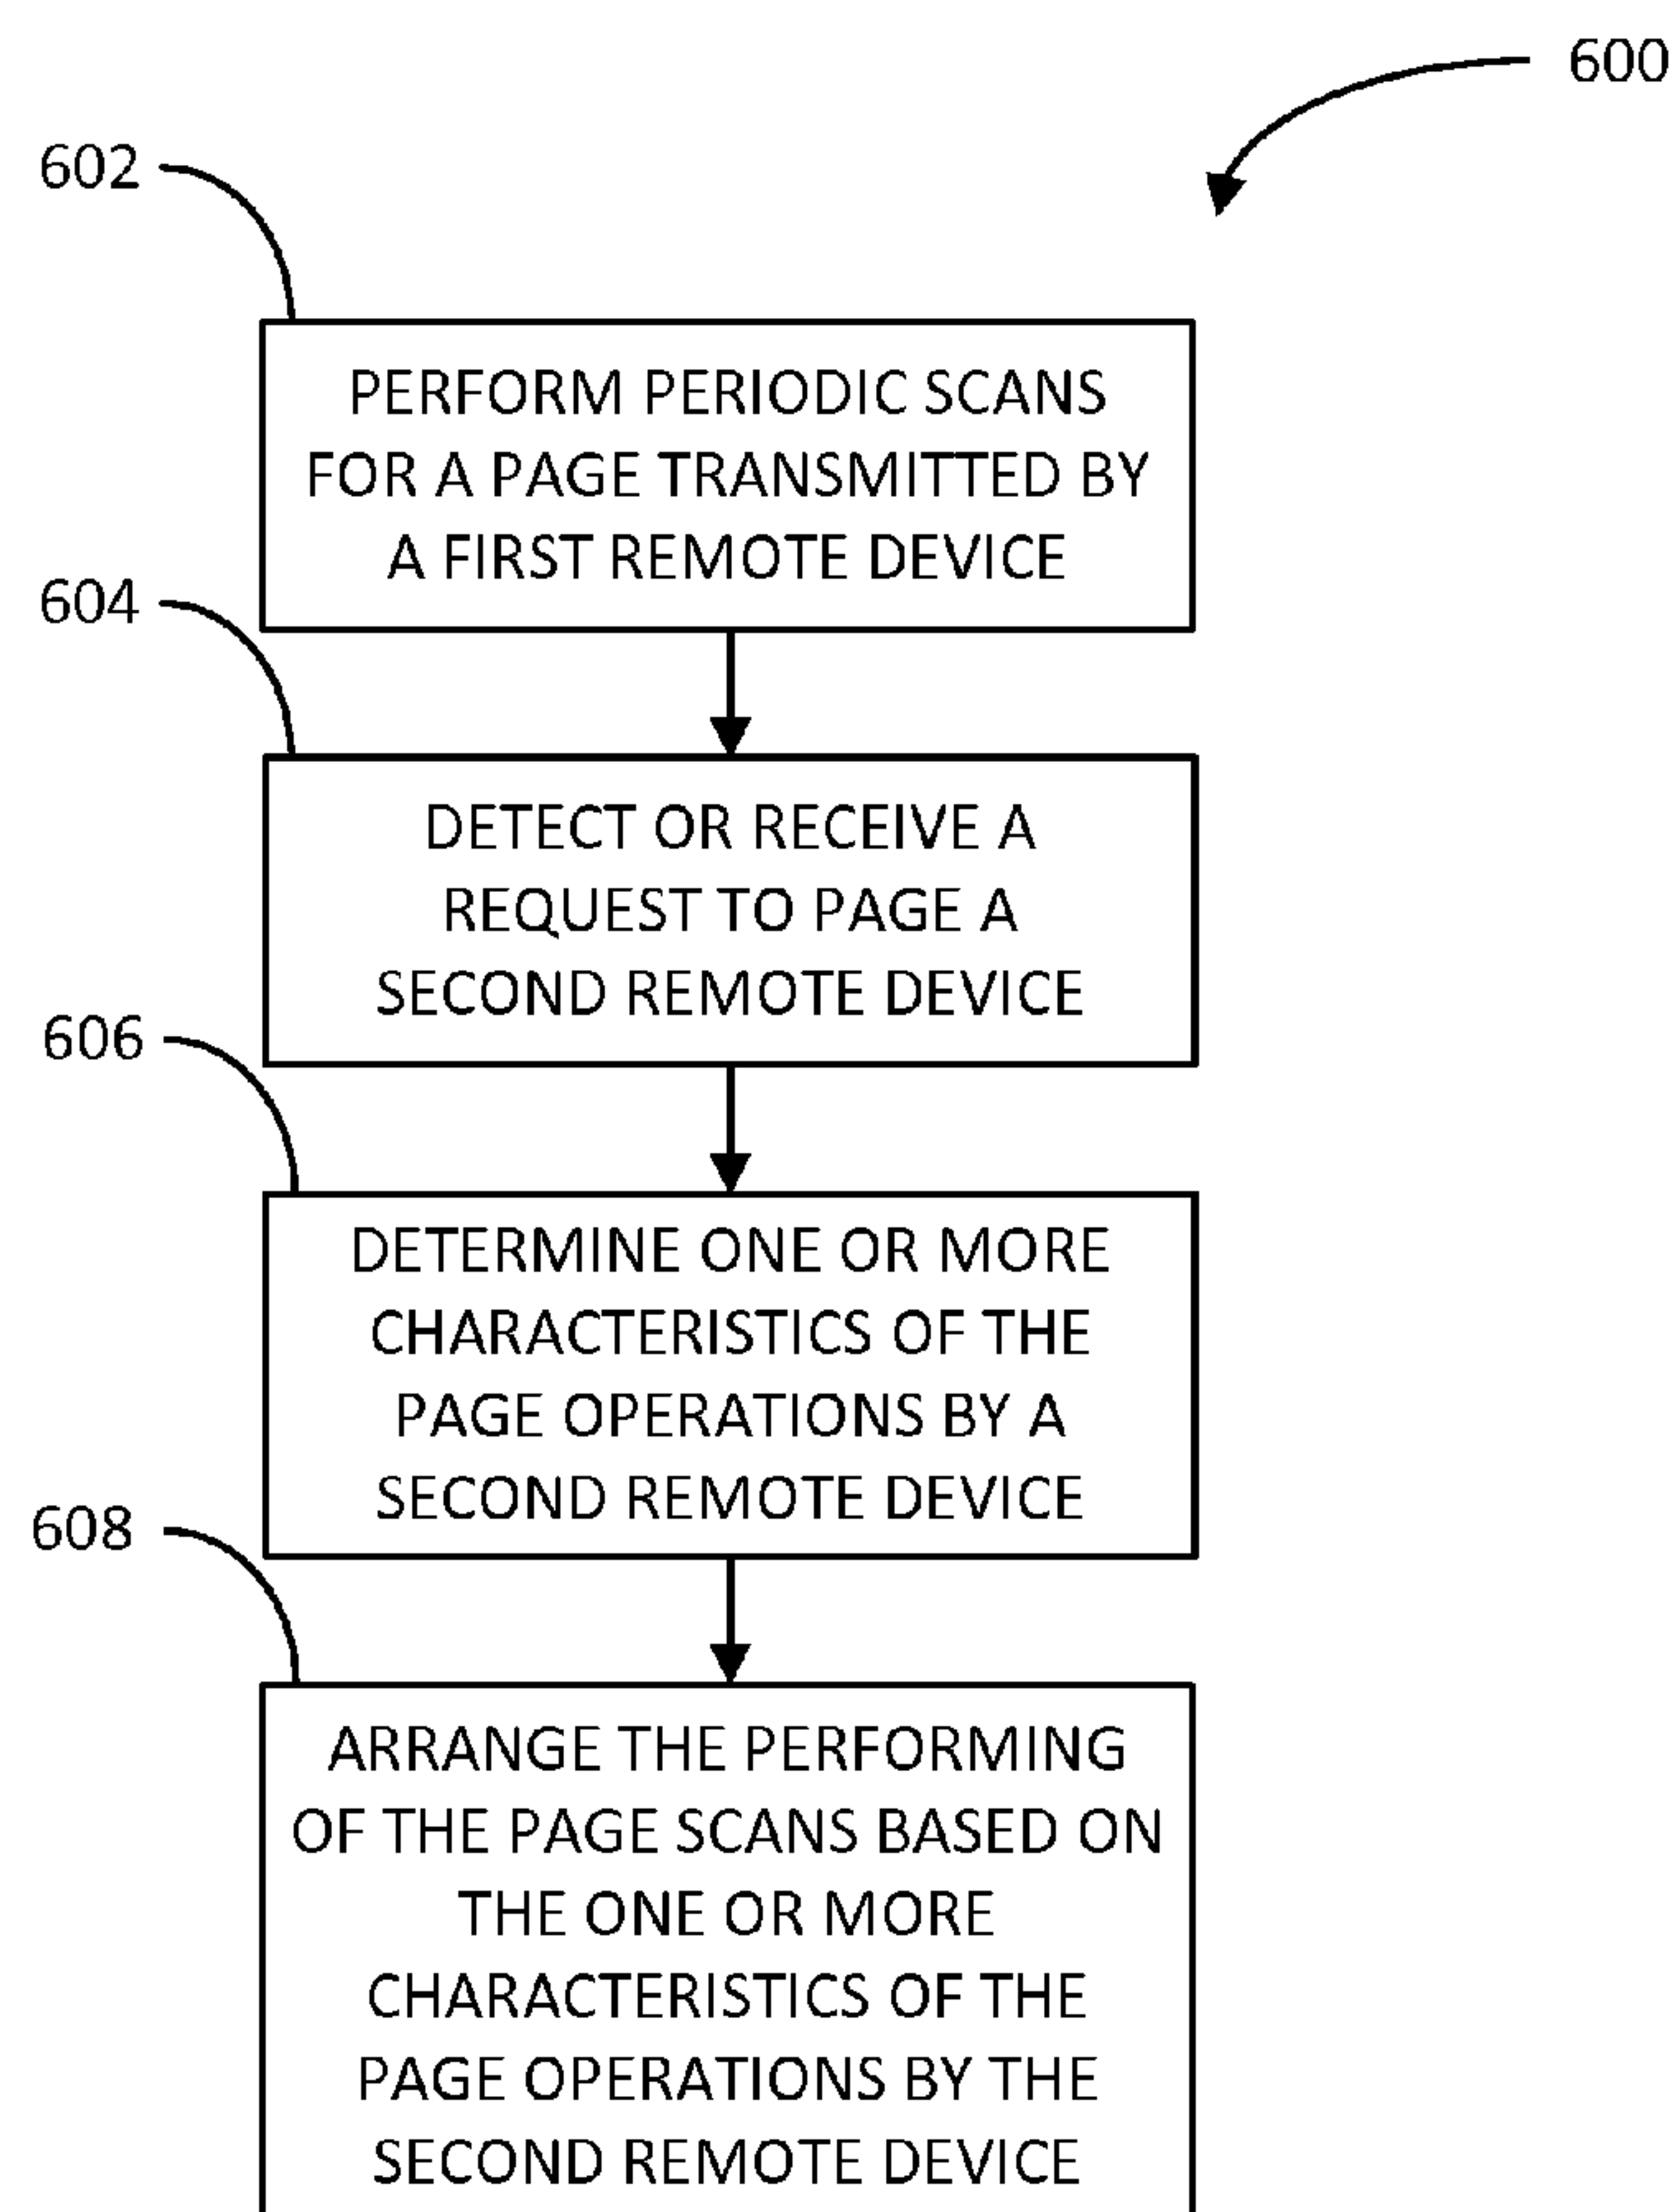 600
602
PERFORM PERIODIC SCANS
FOR A PAGE TRANSMITTED BY
A FIRST REMOTE DEVICE
604
DETECT OR RECEIVE A
REQUEST TO PAGE A
SECOND REMOTE DEVICE
606
DETERMINE ONE OR MORE
CHARACTERISTICS OF THE
PAGE OPERATIONS BY A
SECOND REMOTE DEVICE
608
ARRANGE THE PERFORMING
OF THE PAGE SCANS BASED ON
THE ONE OR MORE
CHARACTERISTICS OF THE
PAGE OPERATIONS BY THE
SECOND REMOTE DEVICE